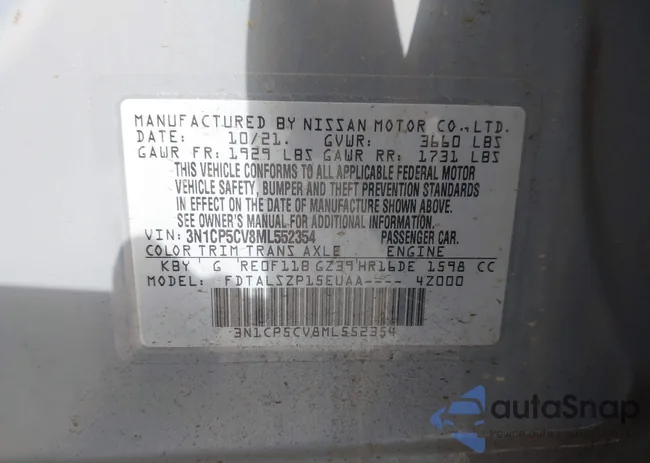 MANUFACTURED BY NISSAN MOTOR CO.,LTD.
DATE: 10/21. GVWR: 3660 LBS
GAWR FR: 1929 LBS GAWR RR: 1731 LBS
THIS VEHICLE CONFORMS TO ALL APPLICABLE FEDERAL MOTOR
VEHICLE SAFETY, BUMPER AND THEFT PREVENTION STANDARDS
IN EFFECT ON THE DATE OF MANUFACTURE SHOWN ABOVE.
SEE OWNER'S MANUAL FOR ADDITIONAL INFORMATION
VIN: 3N1CP5CV8ML552354 PASSENGER CAR.
COLOR TRIM TRANS AXLE ENGINE
KBY G RE0F11B GZ39 HR16DE 1598 CC
MODEL: FDTALSZP15EUAA---- 4Z000
3N1CP5CV8ML552354
autoSnap